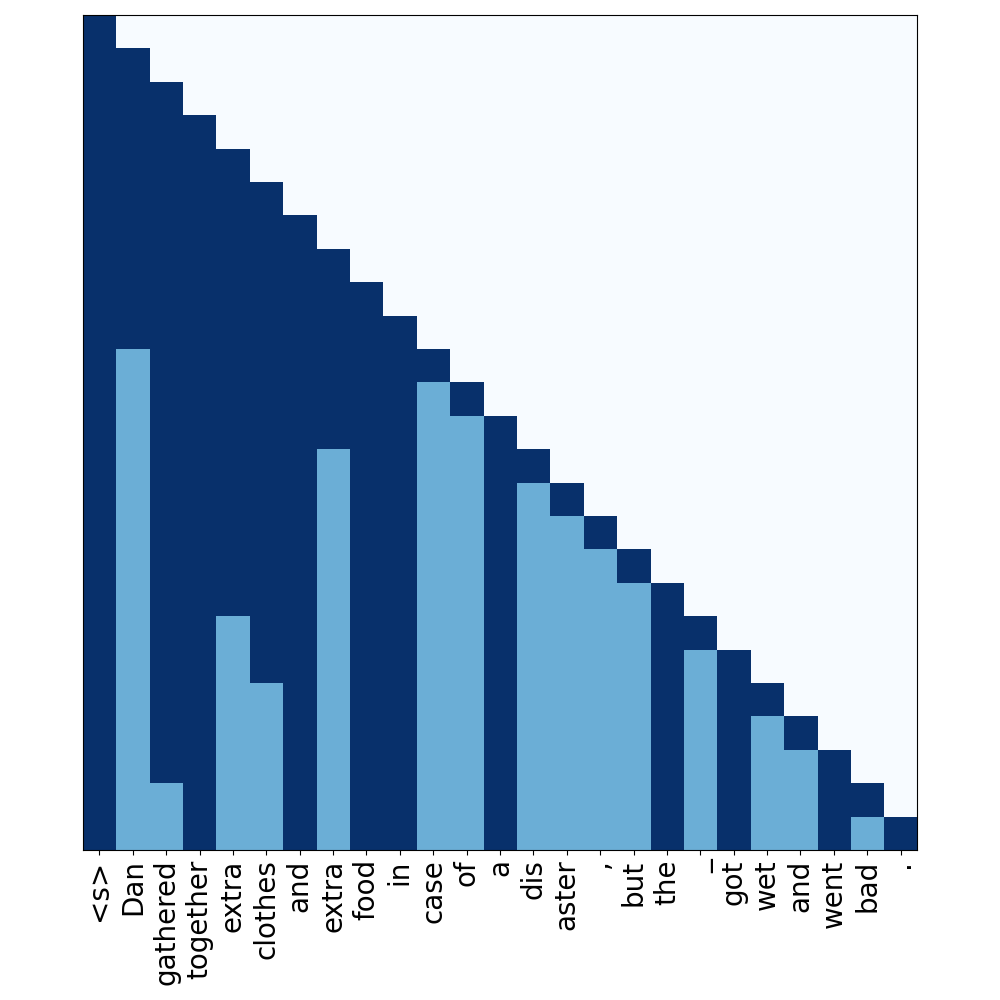 <s> Dan gathered together extra clothes and extra food in case of a dis aster , but the _ got wet and went bad .